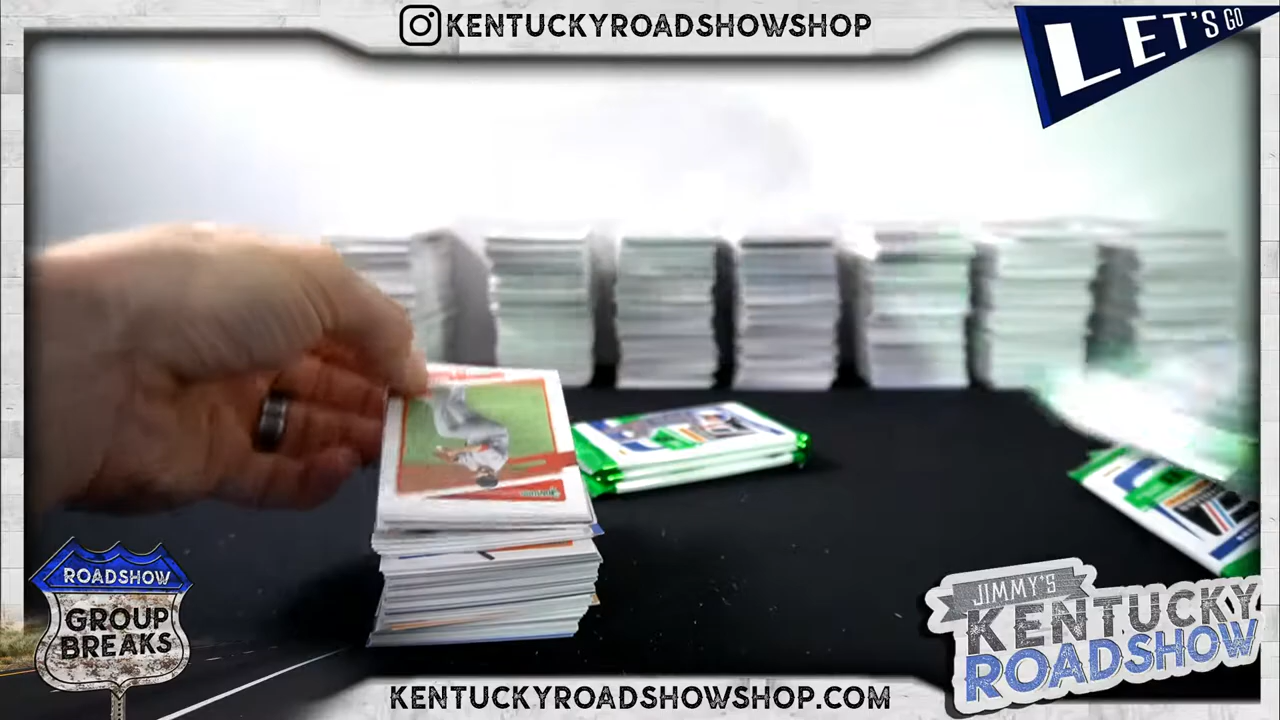 KENTUCKYROADSHOWSHOP
LET'S GO
ROADSHOW
GROUP
BREAKS
JIMMY'S
KENTUCKY
ROADSHOW
KENTUCKYROADSHOWSHOP.COM